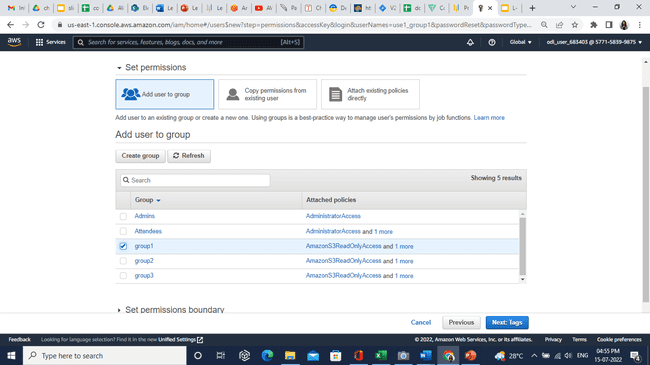 us-east-1.console.aws.amazon.com/iam/home#/users$new?step=permissions&accessKey&login&userNames=use1_group1&passwordReset&passwordType...
aws
Services
Search for services, features, blogs, docs, and more
[Alt+S]
Global
odl_user_683403 @ 5771-5839-9875
Set permissions
Add user to group
Copy permissions from existing user
Attach existing policies directly
Add user to an existing group or create a new one. Using groups is a best-practice way to manage user's permissions by job functions. Learn more
Add user to group
Create group
Refresh
Search
Showing 5 results
Group
Attached policies
Admins
AdministratorAccess
Attendees
AdministratorAccess and 1 more
group1
AmazonS3ReadOnlyAccess and 1 more
group2
AmazonS3ReadOnlyAccess and 1 more
group3
AmazonS3ReadOnlyAccess and 1 more
Set permissions boundary
Cancel
Previous
Next: Tags
Feedback
Looking for language selection? Find it in the new Unified Settings
© 2022, Amazon Web Services, Inc. or its affiliates.
Privacy
Terms
Cookie preferences
Type here to search
28°C
04:55 PM
15-07-2022